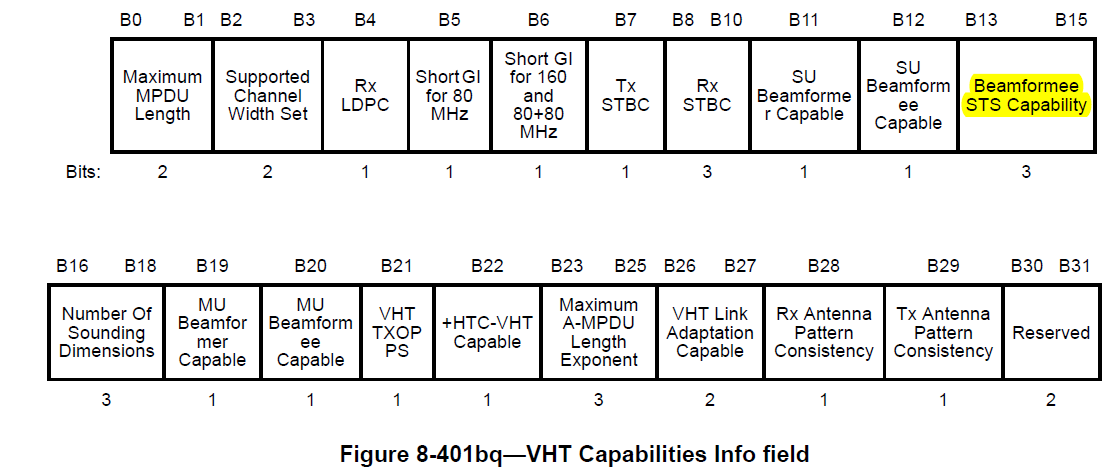 B0 B1 B2 B3 B4 B5 B6 B7 B8 B10 B11 B12 B13 B15
Maximum
MPDU
Length
Supported
Channel
Width Set
Rx
LDPC
Short GI
for 80
MHz
Short GI
for 160
and
80+80
MHz
Tx
STBC
Rx
STBC
SU
Beamforme
r Capable
SU
Beamform
ee
Capable
Beamformee
STS Capability
Bits: 2 2 1 1 1 1 3 1 1 3
B16 B18 B19 B20 B21 B22 B23 B25 B26 B27 B28 B29 B30 B31
Number Of
Sounding
Dimensions
MU
Beamfor
mer
Capable
MU
Beamform
ee
Capable
VHT
TXOP
PS
+HTC-VHT
Capable
Maximum
A-MPDU
Length
Exponent
VHT Link
Adaptation
Capable
Rx Antenna
Pattern
Consistency
Tx Antenna
Pattern
Consistency
Reserved
3 1 1 1 1 3 2 1 1 2
Figure 8-401bq—VHT Capabilities Info field